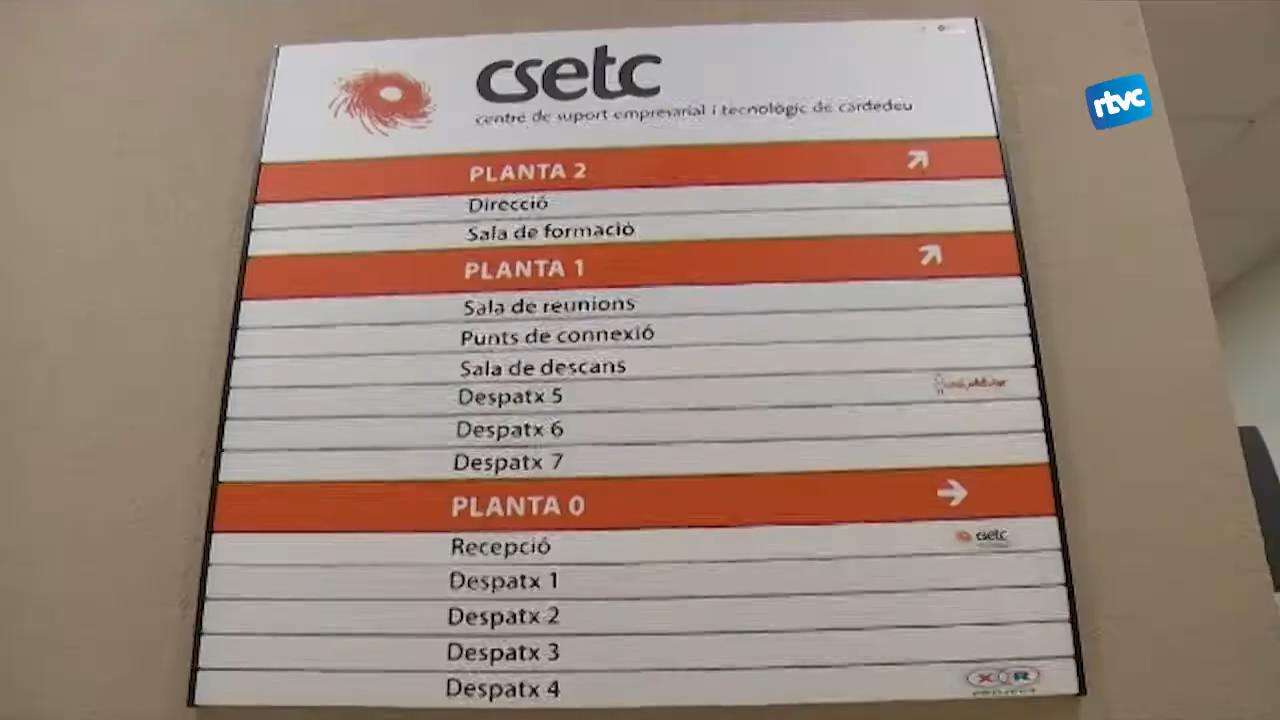 csetc
centre de suport empresarial i tecnològic de cardedeu
rtvc
PLANTA 2
Direcció
Sala de formació
PLANTA 1
Sala de reunions
Punts de connexió
Sala de descans
Despatx 5
Despatx 6
Despatx 7
PLANTA 0
Recepció
csetc
Despatx 1
Despatx 2
Despatx 3
Despatx 4
XR
PROJECT